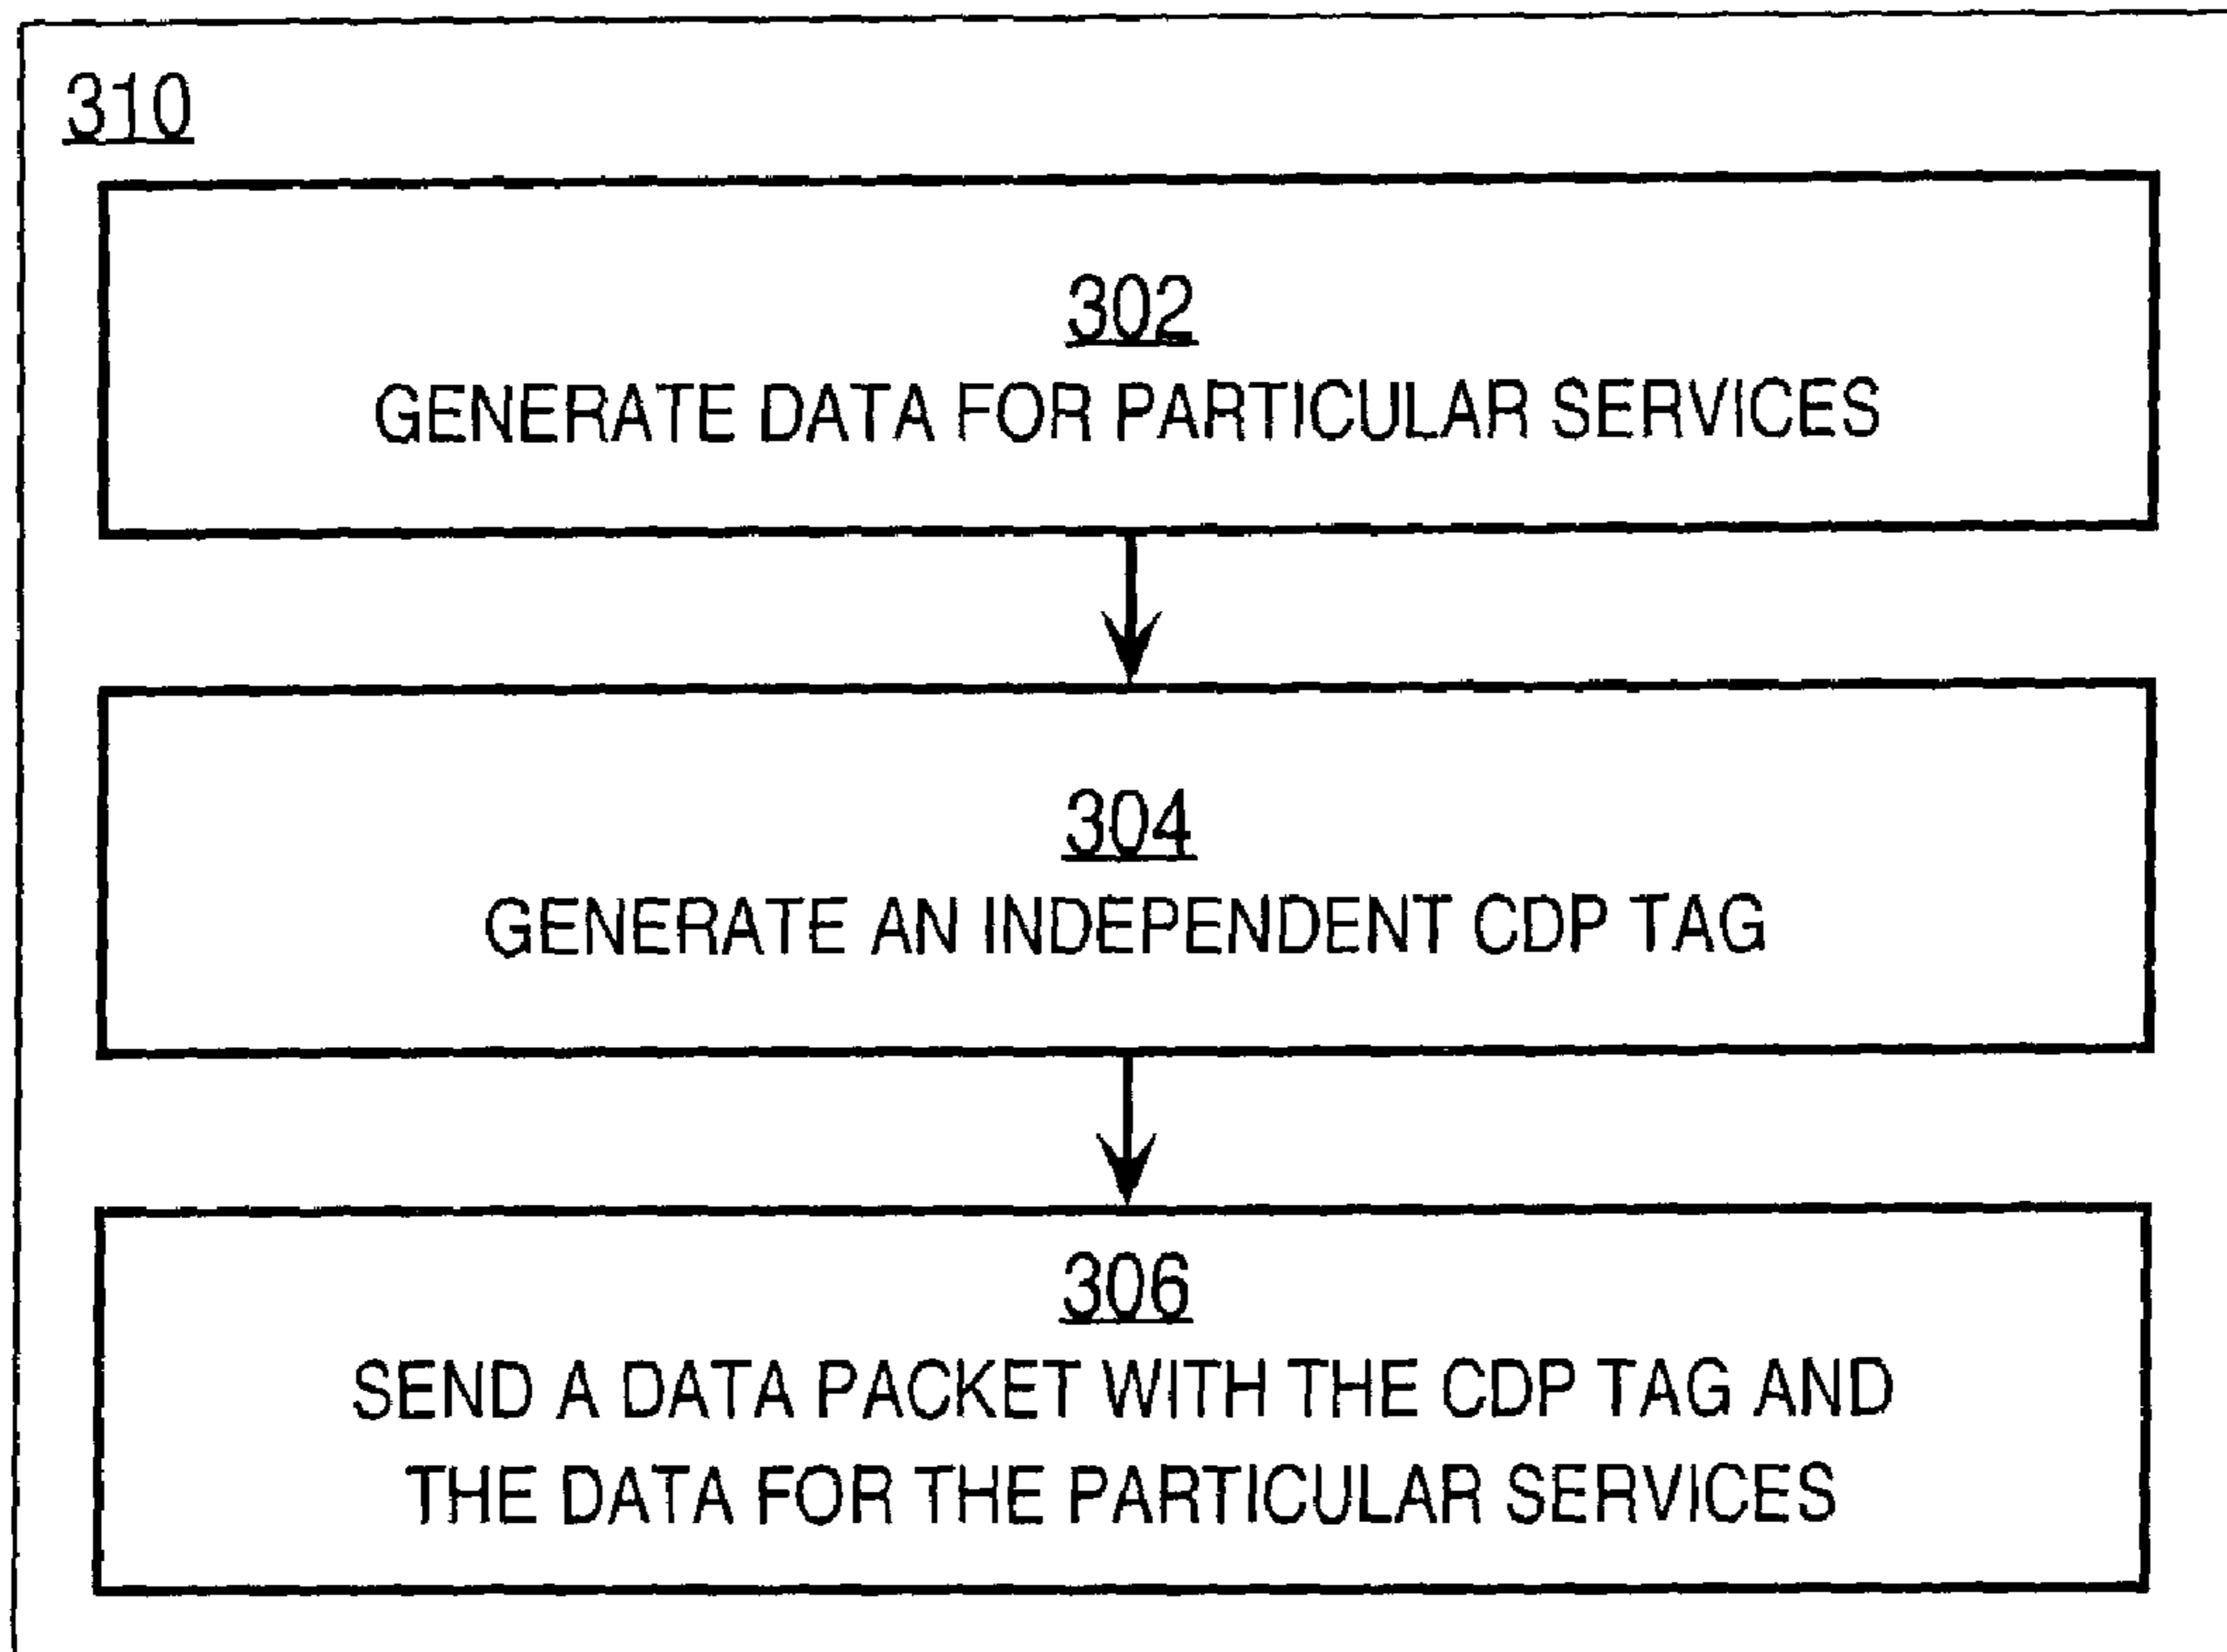 310
302
GENERATE DATA FOR PARTICULAR SERVICES
304
GENERATE AN INDEPENDENT CDP TAG
306
SEND A DATA PACKET WITH THE CDP TAG AND
THE DATA FOR THE PARTICULAR SERVICES